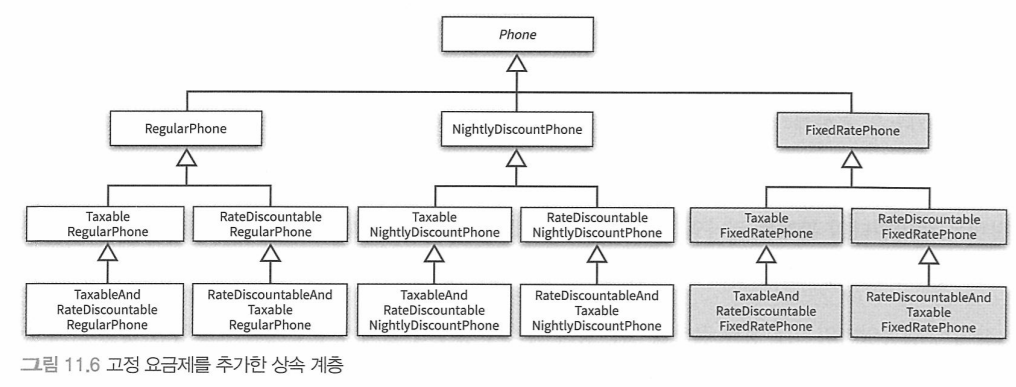 Phone
RegularPhone
NightlyDiscountPhone
FixedRatePhone
Taxable
RegularPhone
RateDiscountable
RegularPhone
Taxable
NightlyDiscountPhone
RateDiscountable
NightlyDiscountPhone
Taxable
FixedRatePhone
RateDiscountable
FixedRatePhone
TaxableAnd
RateDiscountable
RegularPhone
RateDiscountableAnd
Taxable
RegularPhone
TaxableAnd
RateDiscountable
NightlyDiscountPhone
RateDiscountableAnd
Taxable
NightlyDiscountPhone
TaxableAnd
RateDiscountable
FixedRatePhone
RateDiscountableAnd
Taxable
FixedRatePhone
그림 11.6 고정 요금제를 추가한 상속 계층